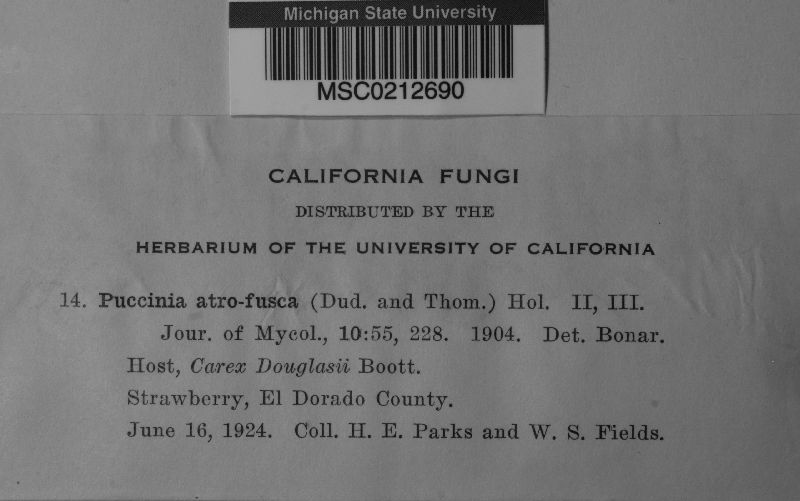 Michigan State University
MSC0212690
CALIFORNIA FUNGI
DISTRIBUTED BY THE
HERBARIUM OF THE UNIVERSITY OF CALIFORNIA
14. Puccinia atro-fusca (Dud. and Thom.) Hol. II, III.
Jour. of Mycol., 10:55, 228. 1904. Det. Bonar.
Host, Carex Douglasii Boott.
Strawberry, El Dorado County.
June 16, 1924. Coll. H. E. Parks and W. S. Fields.